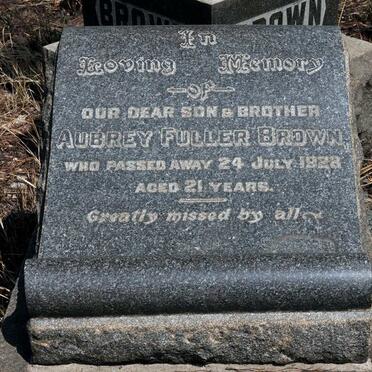 BROWN BROWN
In
Loving Memory
OF
OUR DEAR SON & BROTHER
AUBREY FULLER BROWN,
WHO PASSED AWAY 24 JULY 1928
AGED 21 YEARS.
Greatly missed by all